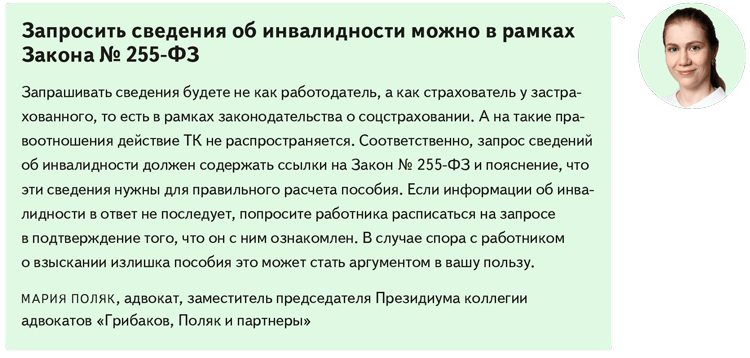 Запросить сведения об инвалидности можно в рамках
Закона № 255-ФЗ
Запрашивать сведения будете не как работодатель, а как страхователь у застра-
хованного, то есть в рамках законодательства о соцстраховании. А на такие пра-
воотношения действие ТК не распространяется. Соответственно, запрос сведений
об инвалидности должен содержать ссылки на Закон № 255-ФЗ и пояснение, что
эти сведения нужны для правильного расчета пособия. Если информации об инва-
лидности в ответ не последует, попросите работника расписаться на запросе
в подтверждение того, что он с ним ознакомлен. В случае спора с работником
о взыскании излишка пособия это может стать аргументом в вашу пользу.
МАРИЯ ПОЛЯК, адвокат, заместитель председателя Президиума коллегии
адвокатов «Грибаков, Поляк и партнеры»